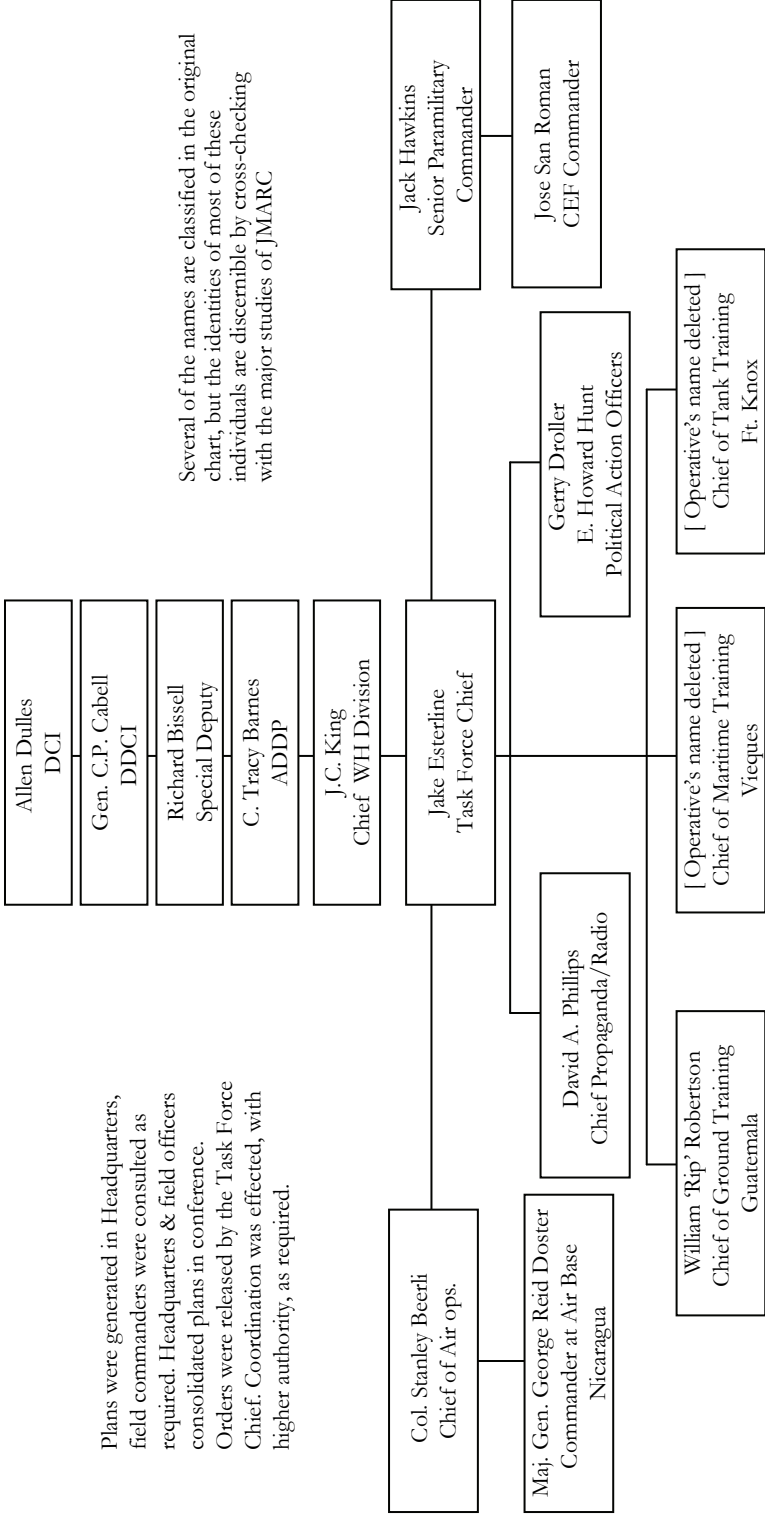 Allen Dulles
DCI
Gen. C.P. Cabell
DDCI
Richard Bissell
Special Deputy
C. Tracy Barnes
ADDP
J.C. King
Chief WH Division
Jake Esterline
Task Force Chief
Plans were generated in Headquarters,
field commanders were consulted as
required. Headquarters & field officers
consolidated plans in conference.
Orders were released by the Task Force
Chief. Coordination was effected, with
higher authority, as required.
Several of the names are classified in the original
chart, but the identities of most of these
individuals are discernible by cross-checking
with the major studies of JMARC
Col. Stanley Beerli
Chief of Air ops.
Maj. Gen. George Reid Doster
Commander at Air Base
Nicaragua
Jack Hawkins
Senior Paramilitary
Commander
Jose San Roman
CEF Commander
David A. Phillips
Chief Propaganda/Radio
Gerry Droller
E. Howard Hunt
Political Action Officers
William ‘Rip’ Robertson
Chief of Ground Training
Guatemala
[ Operative’s name deleted ]
Chief of Maritime Training
Vieques
[ Operative’s name deleted ]
Chief of Tank Training
Ft. Knox